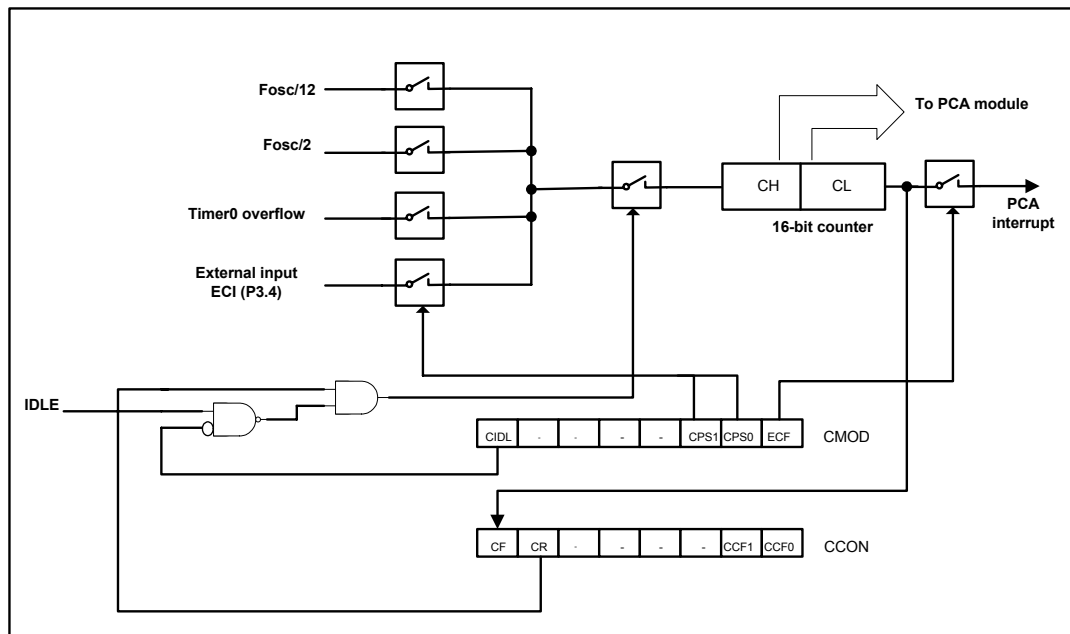 Fosc/12
To PCA module
Fosc/2
CH CL
Timer0 overflow
16-bit counter
PCA
interrupt
External input
ECI (P3.4)
IDLE
CIDL - - - - CPS1 CPS0 ECF CMOD
CF CR - - - - CCF1 CCF0 CCON